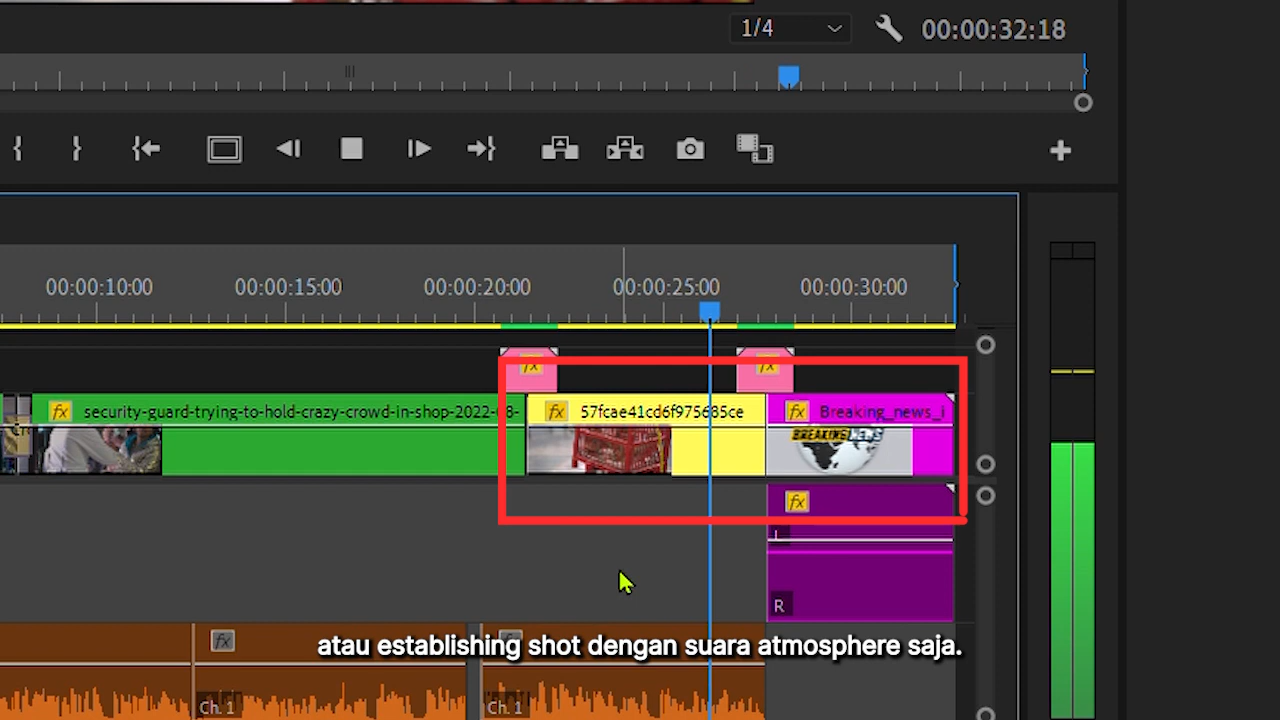 1/4
00:00:32:18
00:00:10:00 00:00:15:00 00:00:20:00 00:00:25:00 00:00:30:00
fx fx
fx security-guard-trying-to-hold-crazy-crowd-in-shop-2022-08- fx 57fcae41cd6f975685ce fx Breaking_news_i
BREAKING NEWS
fx
L
R
fx
atau establishing shot dengan suara atmosphere saja.
Ch. 1 Ch. 1